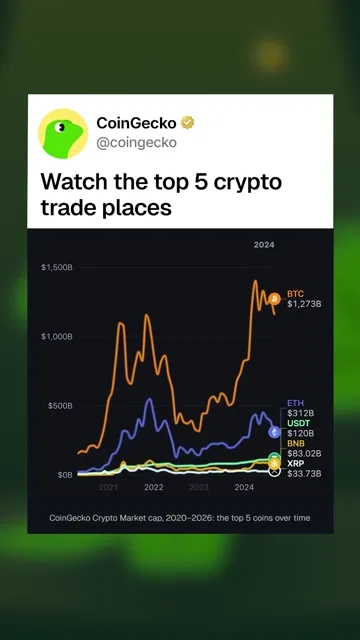 CoinGecko
@coingecko
Watch the top 5 crypto
trade places
2024
$1,500B
BTC
$1,273B
$1,000B
$500B
ETH
$312B
USDT
$120B
BNB
$83.02B
XRP
$33.73B
$0B
2021 2022 2023 2024
CoinGecko Crypto Market cap, 2020–2026: the top 5 coins over time